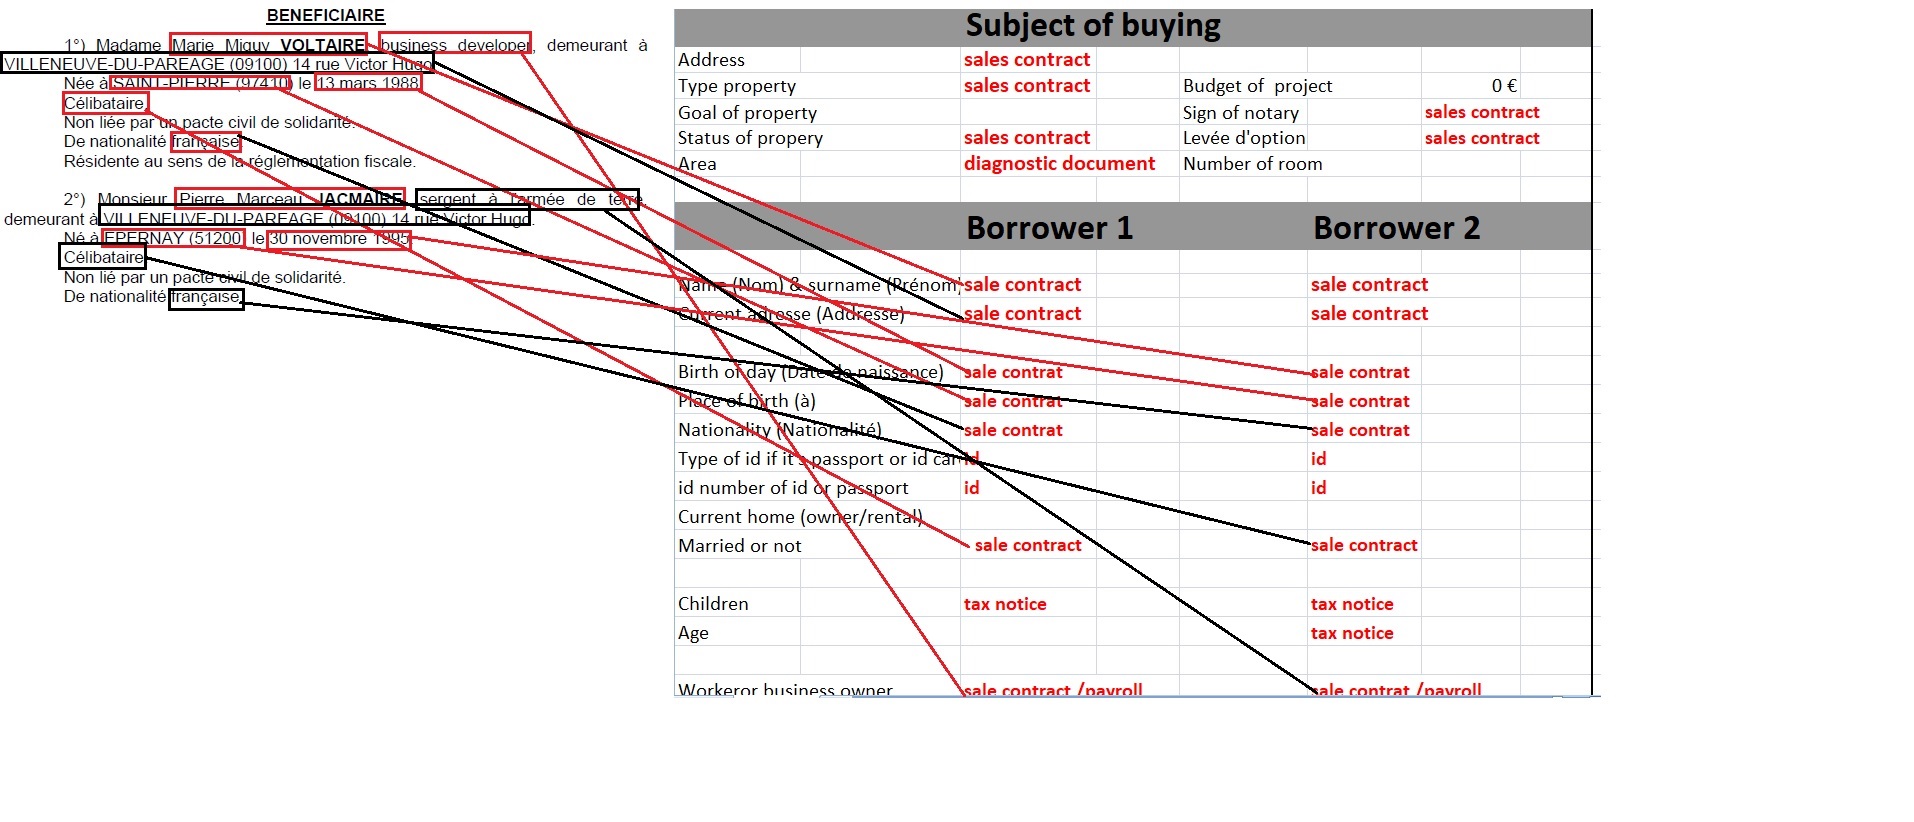 BENEFICIAIRE
1°) Madame Marie Miguy VOLTAIRE business developer, demeurant à
VILLENEUVE-DU-PAREAGE (09100) 14 rue Victor Hugo
Née à SAINT-PIERRE (97410) le 13 mars 1988
Célibataire
Non liée par un pacte civil de solidarité.
De nationalité française
Résidente au sens de la réglementation fiscale.
2°) Monsieur Pierre Marceau JACMAIRE sergent à l'armée de terre,
demeurant à VILLENEUVE-DU-PAREAGE (09100) 14 rue Victor Hugo.
Né à EPERNAY (51200 le 30 novembre 1995
Célibataire
Non lié par un pacte civil de solidarité.
De nationalité française
Subject of buying
Address sales contract
Type property sales contract Budget of project 0 €
Goal of property Sign of notary sales contract
Status of propery sales contract Levée d'option sales contract
Area diagnostic document Number of room
Borrower 1 Borrower 2
Name (Nom) & surname (Prénom) sale contract sale contract
Current adresse (Addresse) sale contract sale contract
Birth of day (Date de naissance) sale contrat sale contrat
Place of birth (à) sale contrat sale contrat
Nationality (Nationalité) sale contrat sale contrat
Type of id if it's passport or id car id id
id number of id or passport id id
Current home (owner/rental)
Married or not sale contract sale contract
Children tax notice tax notice
Age tax notice
Workeror business owner sale contract /payroll sale contrat /payroll